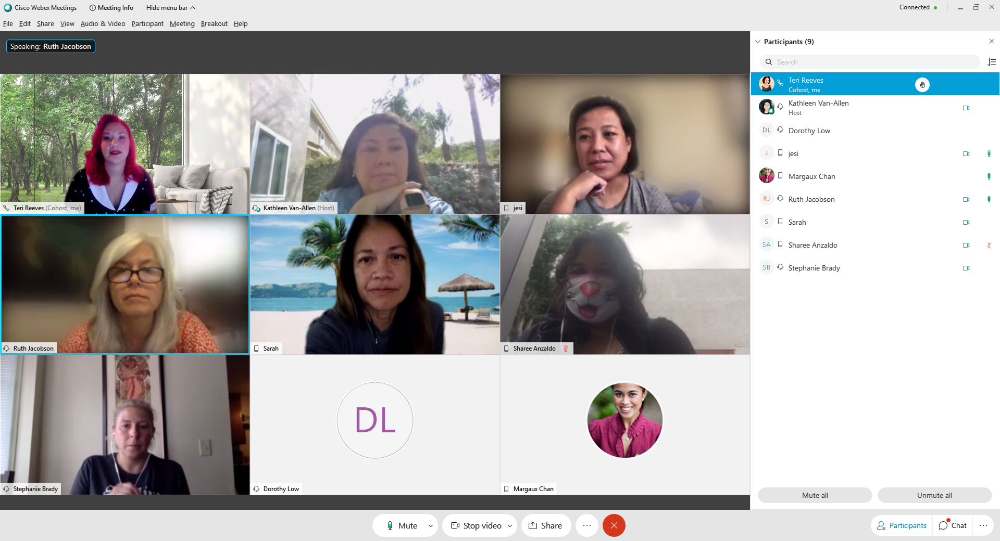 Cisco Webex Meetings
Meeting Info
Hide menu bar
Connected
File Edit Share View Audio & Video Participant Meeting Breakout Help
Speaking: Ruth Jacobson
Teri Reeves (Cohost, me)
Kathleen Van-Allen (Host)
jesi
Ruth Jacobson
Sarah
Sharee Anzaldo
Stephanie Brady
DL
Dorothy Low
Margaux Chan
Participants (9)
Search
Teri Reeves
Cohost, me
Kathleen Van-Allen
Host
DL Dorothy Low
J jesi
Margaux Chan
RJ Ruth Jacobson
S Sarah
SA Sharee Anzaldo
SB Stephanie Brady
Mute all
Unmute all
Mute
Stop video
Share
Participants
Chat